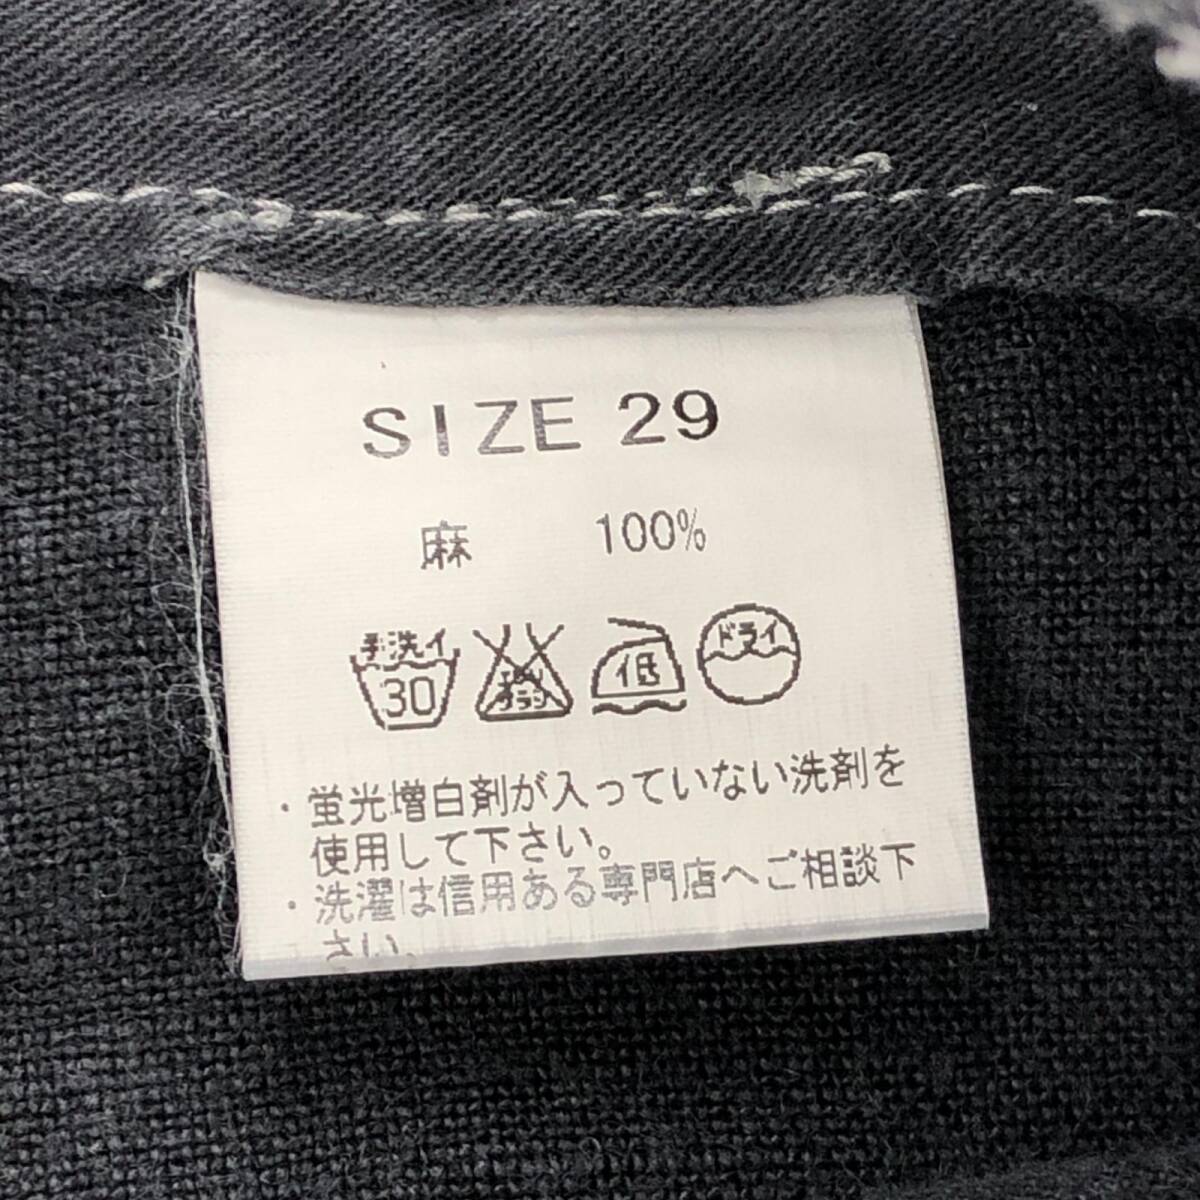 SIZE 29
麻 100%
手洗イ ドライ
30 エンソサラシ 低
・蛍光増白剤が入っていない洗剤を
使用して下さい。
・洗濯は信用ある専門店へご相談下
さい。